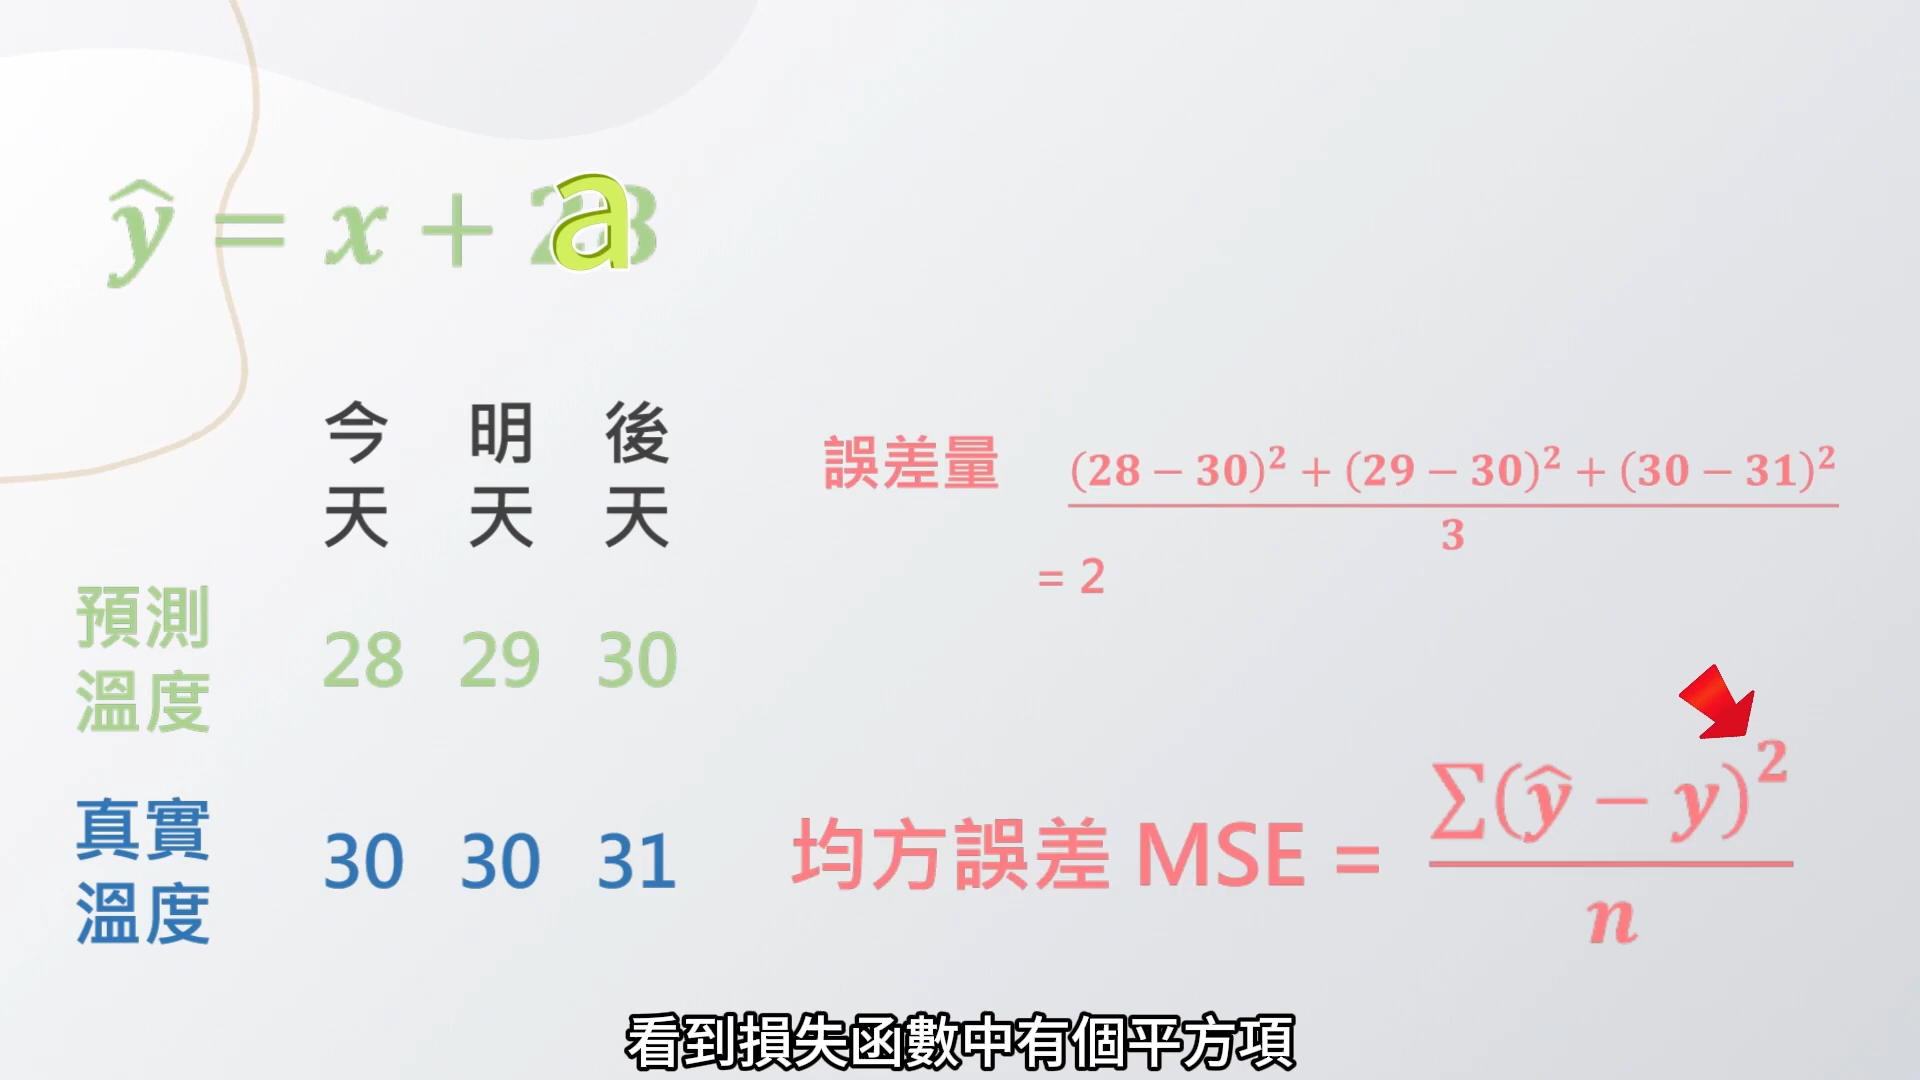 ŷ = x + 28
a
今天 明天 後天
預測溫度 28 29 30
真實溫度 30 30 31
誤差量 (28 − 30)² + (29 − 30)² + (30 − 31)²
3
= 2
均方誤差 MSE = ∑(ŷ − y)²
n
看到損失函數中有個平方項